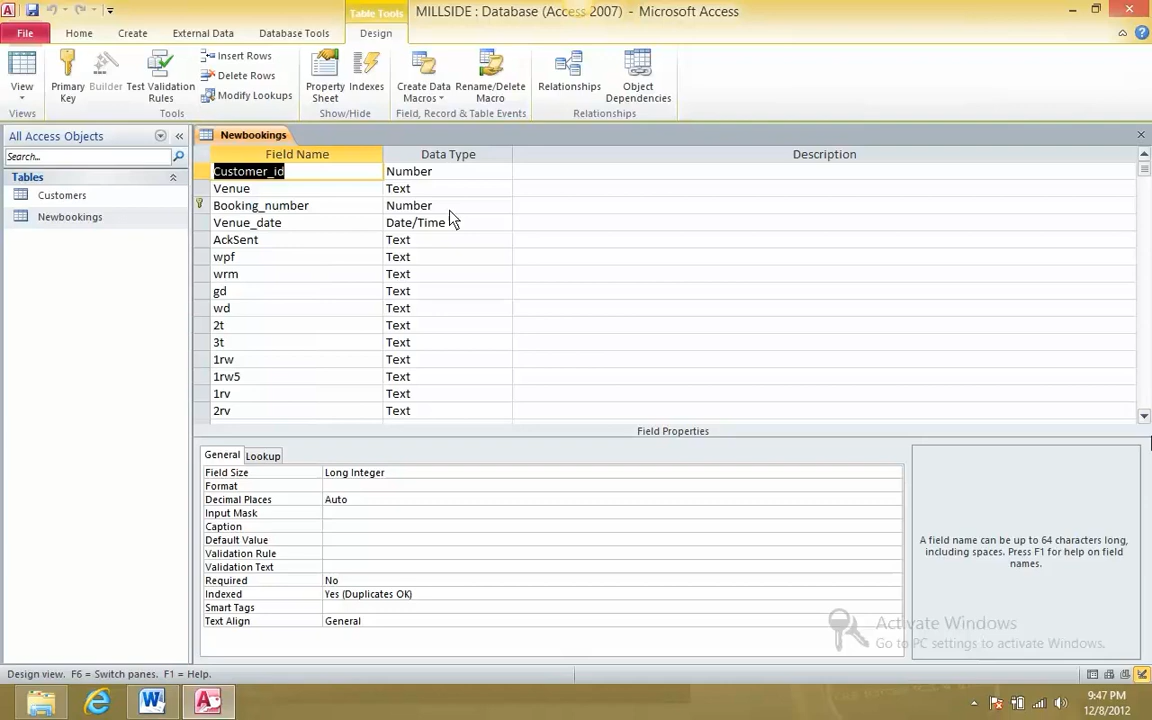 MILLSIDE : Database (Access 2007) - Microsoft Access
Table Tools
File
Home
Create
External Data
Database Tools
Design
View
Primary Key
Builder
Test Validation Rules
Insert Rows
Delete Rows
Modify Lookups
Property Sheet
Indexes
Create Data Macros
Rename/Delete Macro
Relationships
Object Dependencies
Views
Tools
Show/Hide
Field, Record & Table Events
Relationships
All Access Objects
Search...
Tables
Customers
Newbookings
Newbookings
Field Name Data Type Description
Customer_id Number
Venue Text
Booking_number Number
Venue_date Date/Time
AckSent Text
wpf Text
wrm Text
gd Text
wd Text
2t Text
3t Text
1rw Text
1rw5 Text
1rv Text
2rv Text
Field Properties
General Lookup
Field Size Long Integer
Format
Decimal Places Auto
Input Mask
Caption
Default Value
Validation Rule
Validation Text
Required No
Indexed Yes (Duplicates OK)
Smart Tags
Text Align General
A field name can be up to 64 characters long,
including spaces. Press F1 for help on field
names.
Activate Windows
Go to PC settings to activate Windows.
Design view. F6 = Switch panes. F1 = Help.
9:47 PM
12/8/2012